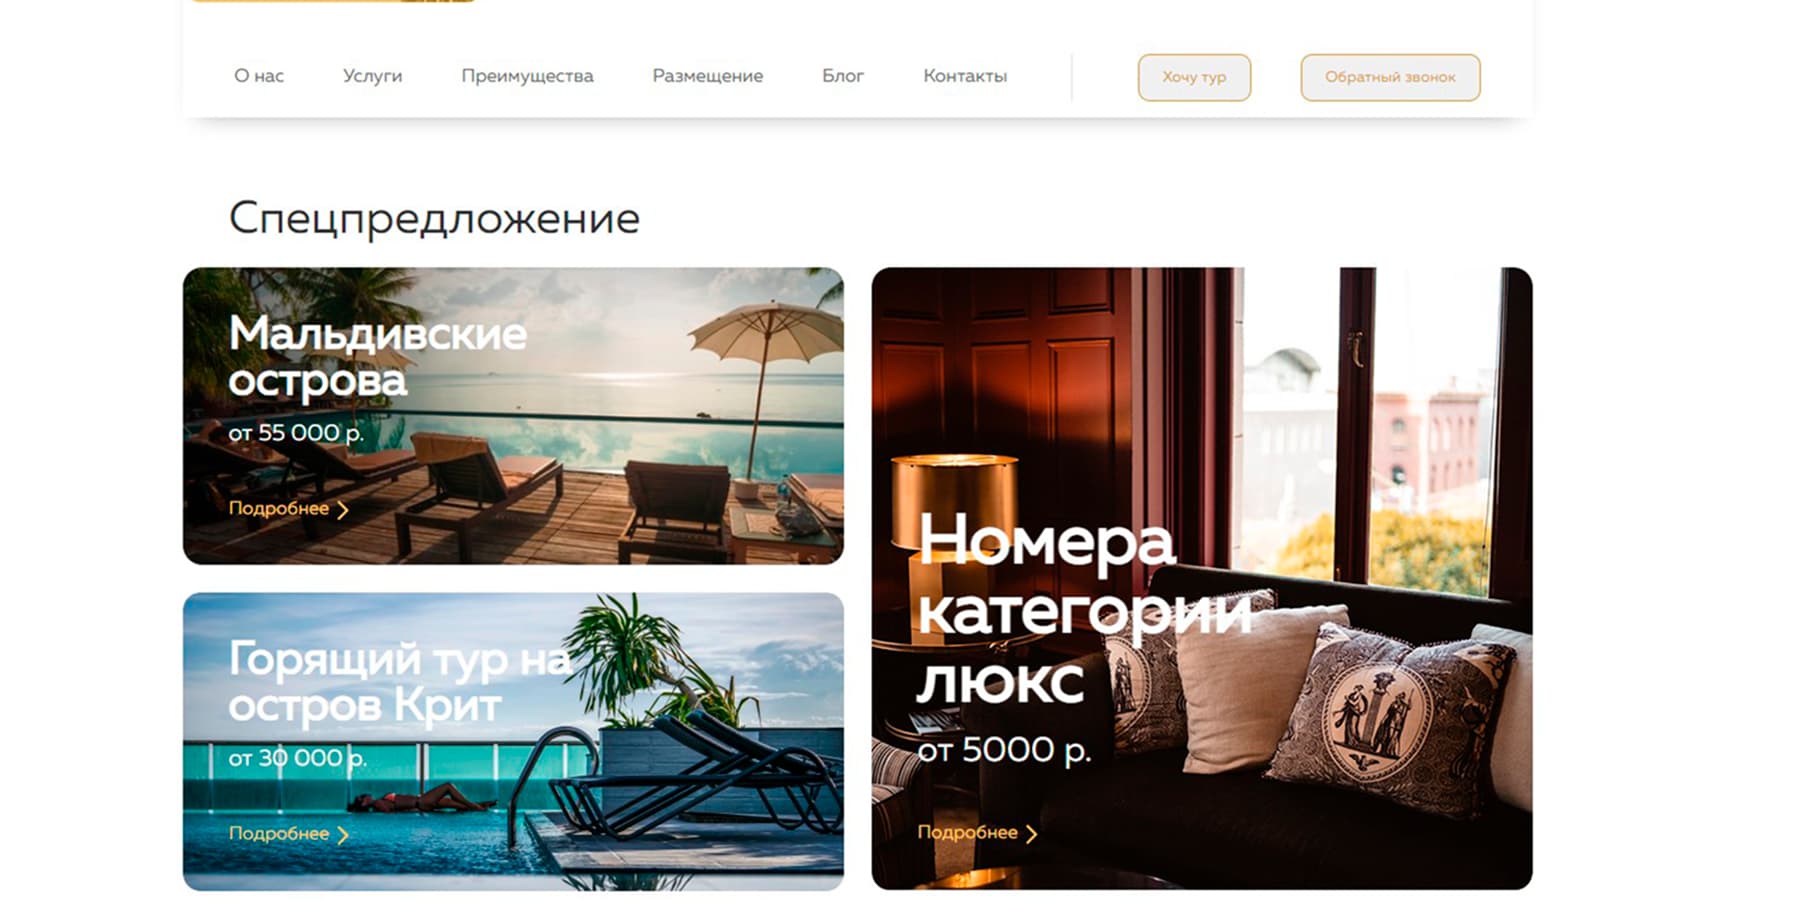 О нас Услуги Преимущества Размещение Блог Контакты Хочу тур Обратный звонок
Спецпредложение
Мальдивские
острова
от 55 000 р.
Подробнее
Горящий тур на
остров Крит
от 30 000 р.
Подробнее
Номера
категории
люкс
от 5000 р.
Подробнее